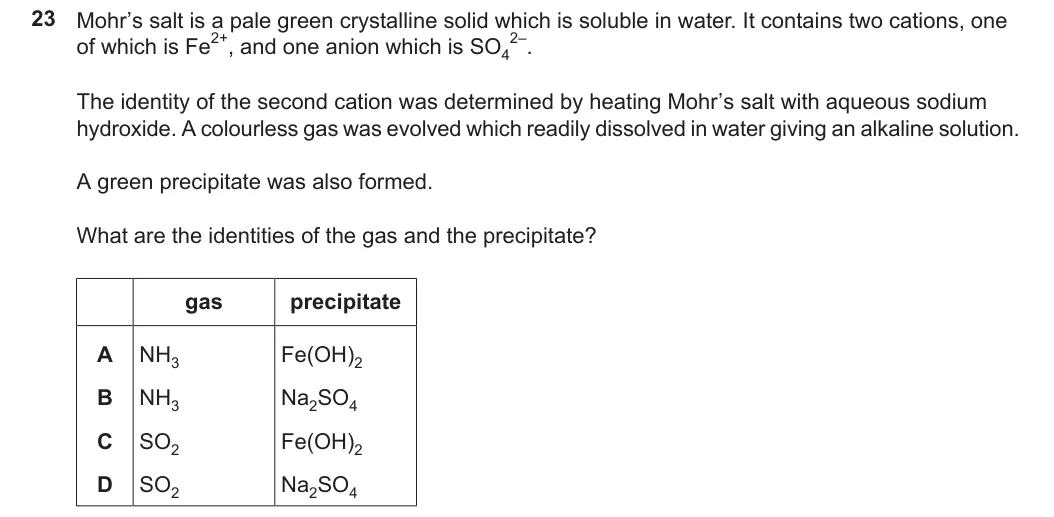 23 Mohr’s salt is a pale green crystalline solid which is soluble in water. It contains two cations, one
of which is Fe²⁺, and one anion which is SO₄²⁻.
The identity of the second cation was determined by heating Mohr’s salt with aqueous sodium
hydroxide. A colourless gas was evolved which readily dissolved in water giving an alkaline solution.
A green precipitate was also formed.
What are the identities of the gas and the precipitate?
gas precipitate
A NH₃ Fe(OH)₂
B NH₃ Na₂SO₄
C SO₂ Fe(OH)₂
D SO₂ Na₂SO₄